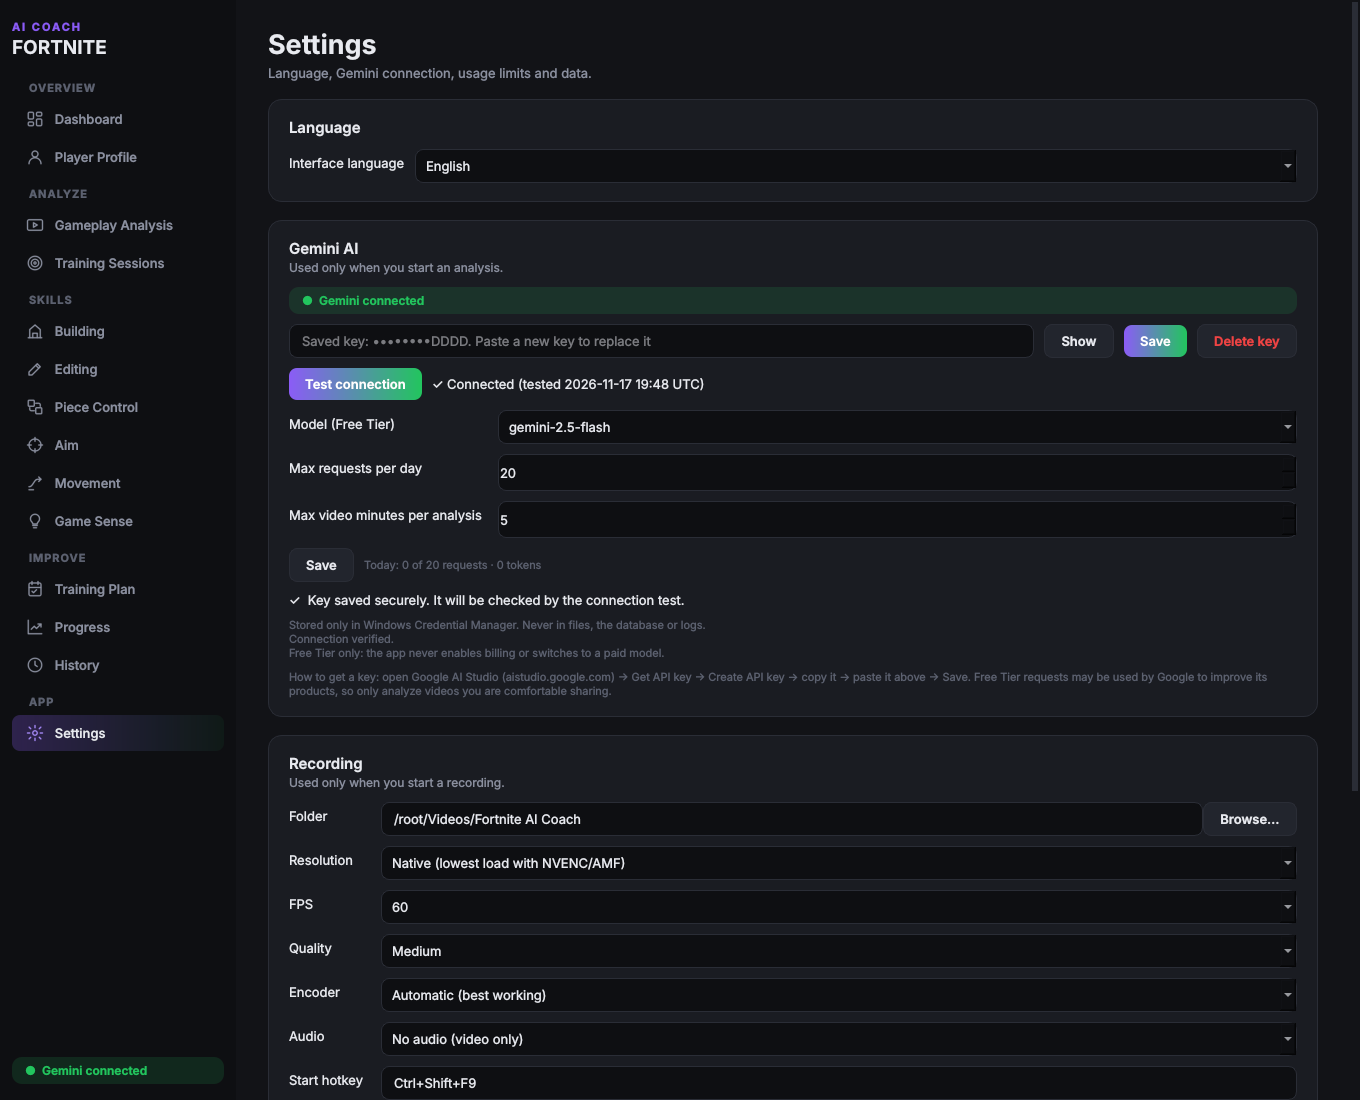 AI COACH
FORTNITE
OVERVIEW
Dashboard
Player Profile
ANALYZE
Gameplay Analysis
Training Sessions
SKILLS
Building
Editing
Piece Control
Aim
Movement
Game Sense
IMPROVE
Training Plan
Progress
History
APP
Settings
Gemini connected
Settings
Language, Gemini connection, usage limits and data.
Language
Interface language English
Gemini AI
Used only when you start an analysis.
Gemini connected
Saved key: ••••••••DDDD. Paste a new key to replace it Show Save Delete key
Test connection ✓ Connected (tested 2026-11-17 19:48 UTC)
Model (Free Tier) gemini-2.5-flash
Max requests per day 20
Max video minutes per analysis 5
Save Today: 0 of 20 requests · 0 tokens
✓ Key saved securely. It will be checked by the connection test.
Stored only in Windows Credential Manager. Never in files, the database or logs.
Connection verified.
Free Tier only: the app never enables billing or switches to a paid model.
How to get a key: open Google AI Studio (aistudio.google.com) → Get API key → Create API key → copy it → paste it above → Save. Free Tier requests may be used by Google to improve its
products, so only analyze videos you are comfortable sharing.
Recording
Used only when you start a recording.
Folder /root/Videos/Fortnite AI Coach Browse...
Resolution Native (lowest load with NVENC/AMF)
FPS 60
Quality Medium
Encoder Automatic (best working)
Audio No audio (video only)
Start hotkey Ctrl+Shift+F9